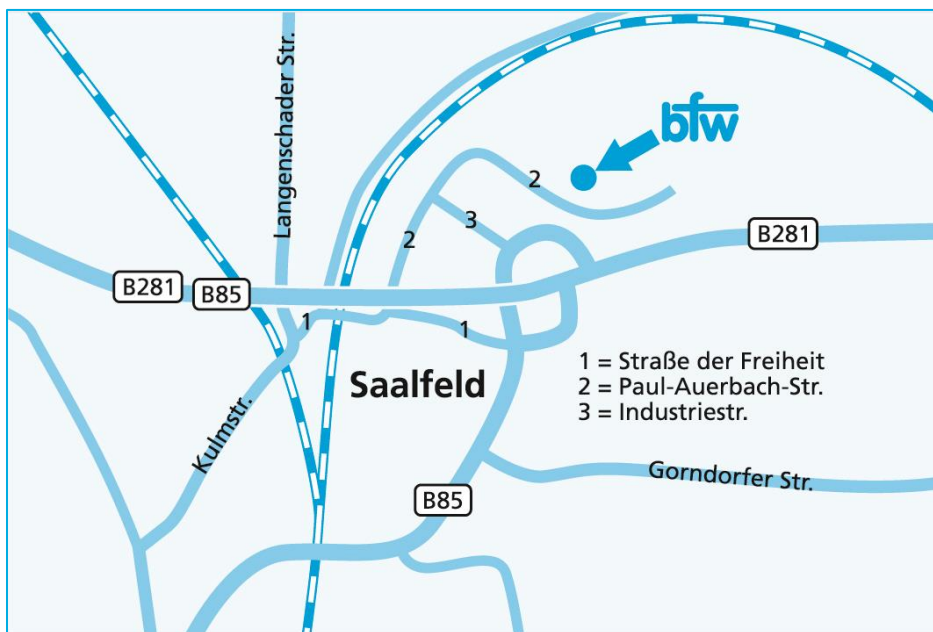 Langenschader Str.
bfw
2
3
2
B281
B281
B85
1
1
1 = Straße der Freiheit
2 = Paul-Auerbach-Str.
3 = Industriestr.
Saalfeld
Kulmstr.
Gorndorfer Str.
B85